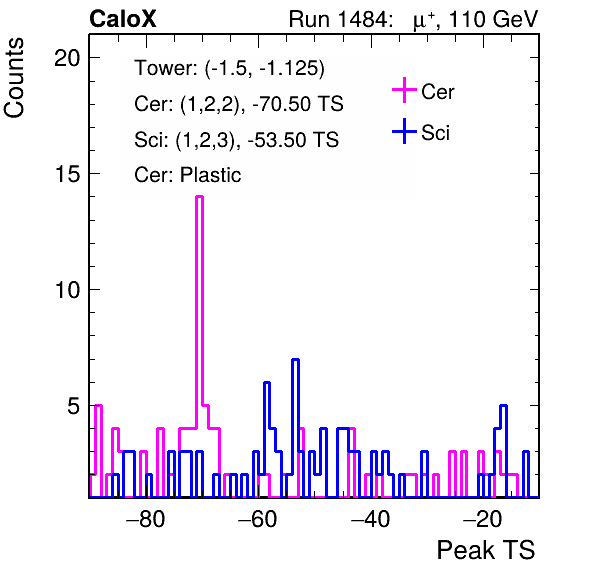 CaloX Run 1484: μ⁺, 110 GeV
Counts
Tower: (-1.5, -1.125)
Cer: (1,2,2), -70.50 TS
Sci: (1,2,3), -53.50 TS
Cer: Plastic
Cer
Sci
20
15
10
5
−80 −60 −40 −20
Peak TS